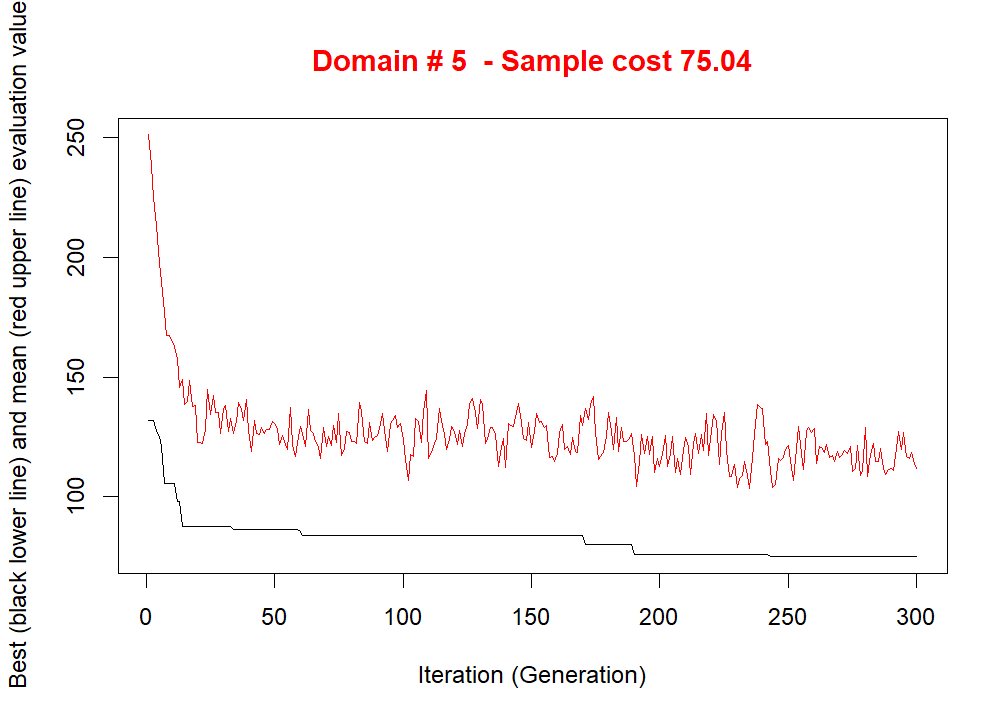 Domain # 5  - Sample cost 75.04
Best (black lower line) and mean (red upper line) evaluation value
250
200
150
100
0 50 100 150 200 250 300
Iteration (Generation)